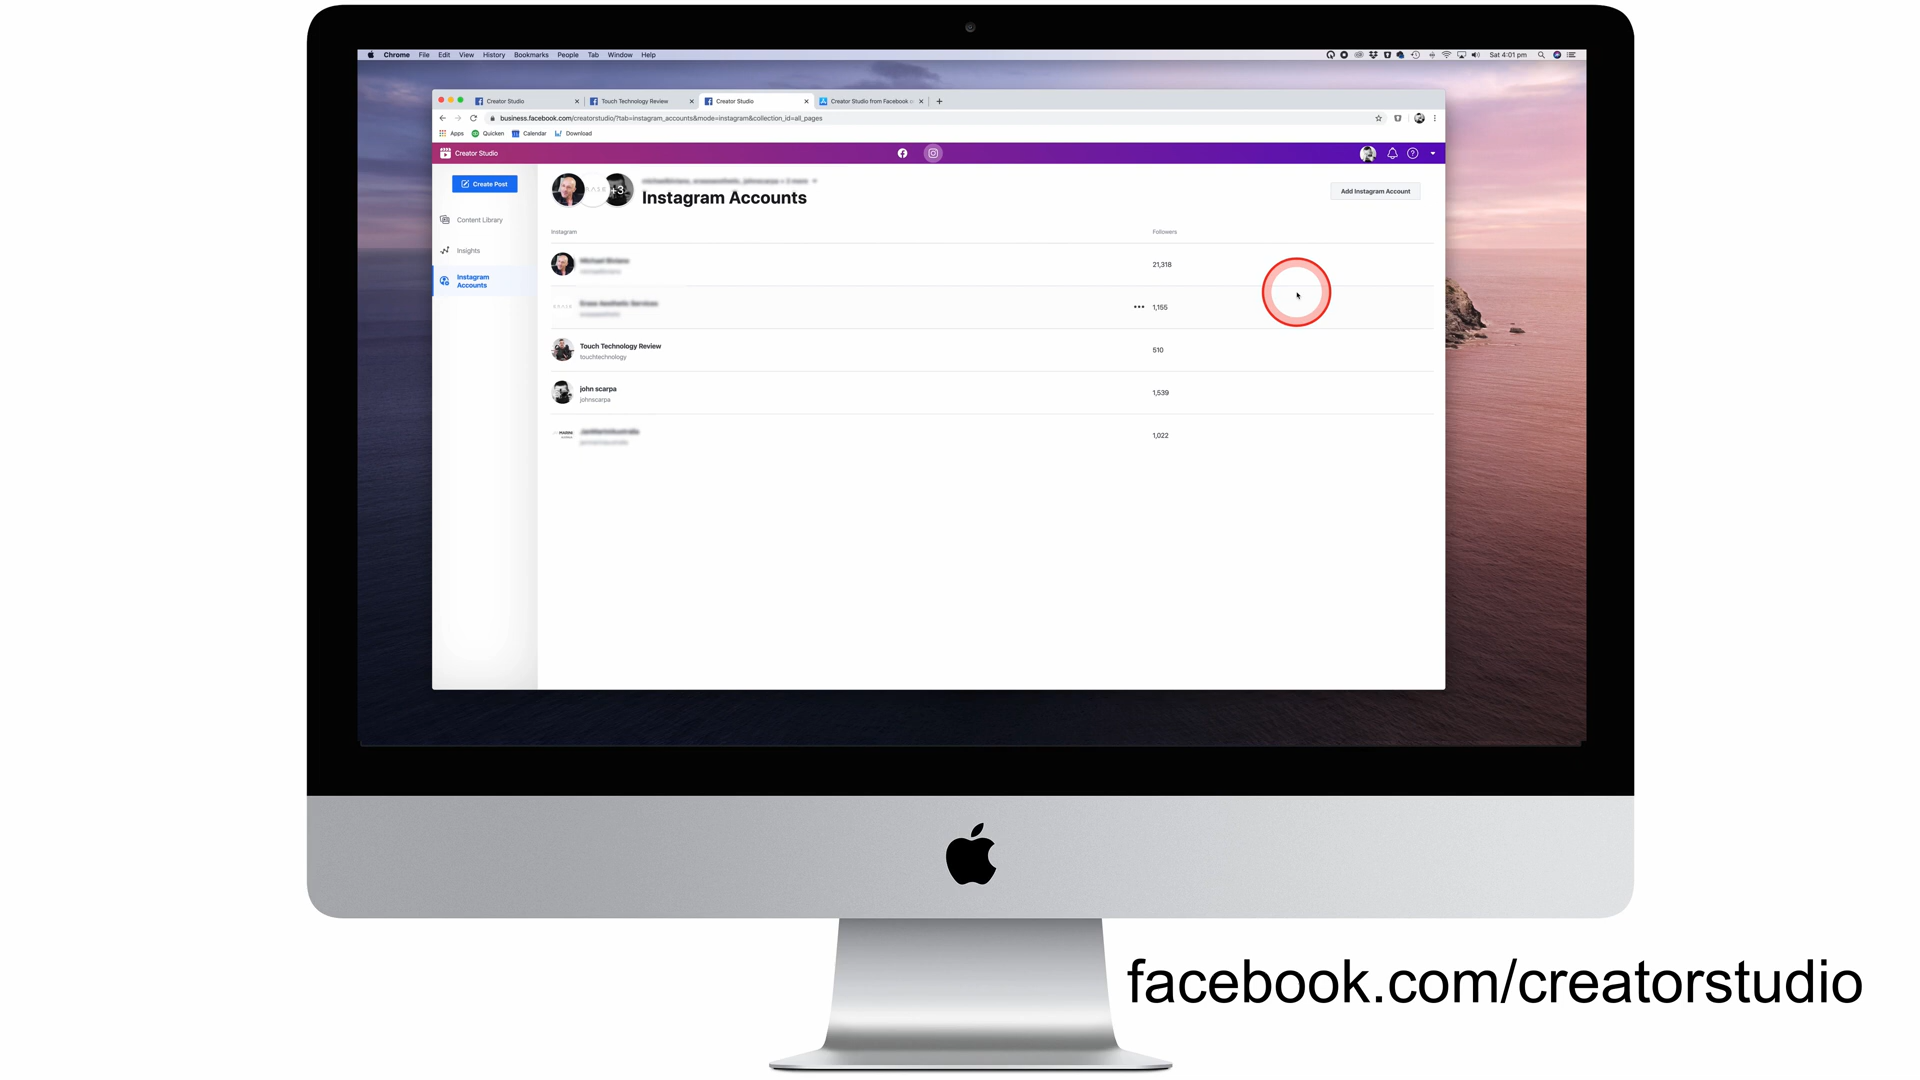 Chrome File Edit View History Bookmarks People Tab Window Help
Sat 4:01 pm
Creator Studio
Touch Technology Review
Creator Studio
Creator Studio from Facebook o
business.facebook.com/creatorstudio/?tab=instagram_accounts&mode=instagram&collection_id=all_pages
Apps Quicken Calendar Download
Creator Studio
Create Post
Content Library
Insights
Instagram
Accounts
+3
Instagram Accounts
Add Instagram Account
Instagram Followers
21,318
1,155
Touch Technology Review
touchtechnology
510
john scarpa
johnscarpa
1,539
1,022
facebook.com/creatorstudio